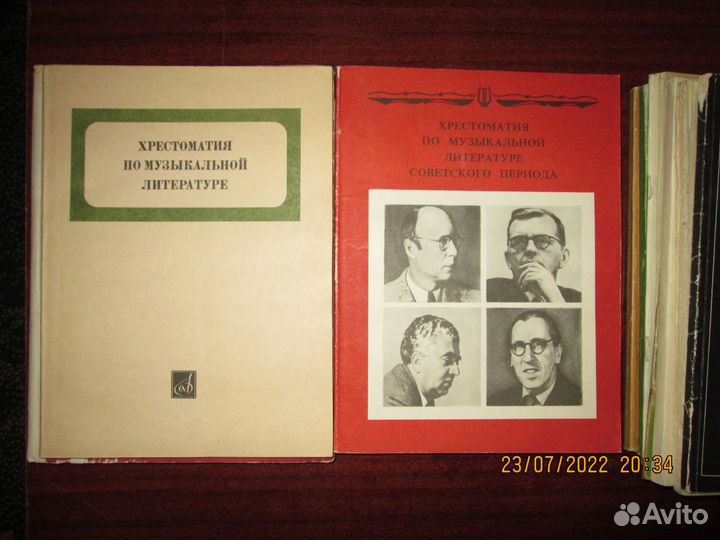 ХРЕСТОМАТИЯ
ПО МУЗЫКАЛЬНОЙ
ЛИТЕРАТУРЕ
ХРЕСТОМАТИЯ
ПО МУЗЫКАЛЬНОЙ
ЛИТЕРАТУРЕ
СОВЕТСКОГО ПЕРИОДА
23/07/2022 20:34
Avito